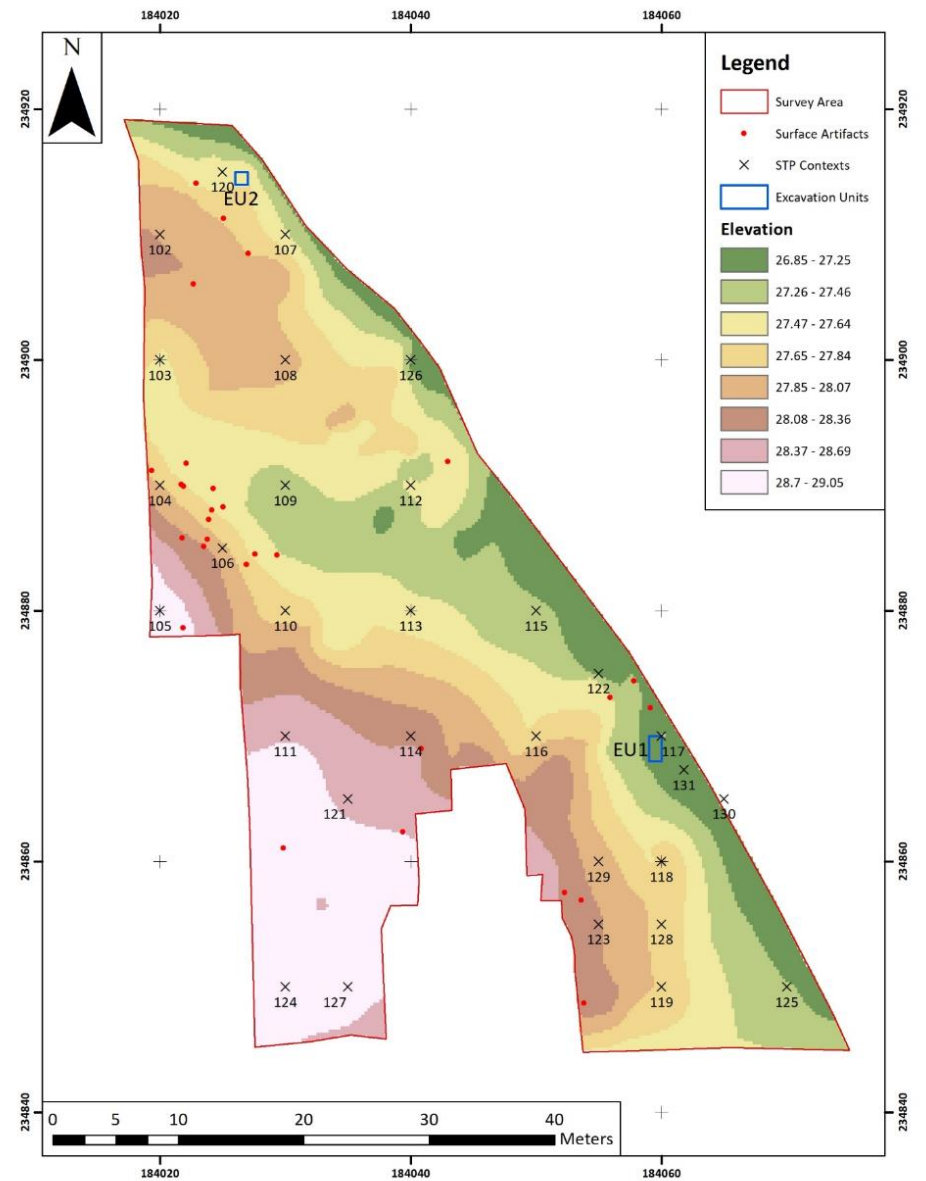 184020 184040 184060
N
Legend
Survey Area
Surface Artifacts
STP Contexts
Excavation Units
Elevation
26.85 - 27.25
27.26 - 27.46
27.47 - 27.64
27.65 - 27.84
27.85 - 28.07
28.08 - 28.36
28.37 - 28.69
28.7 - 29.05
234920 234920
120
EU2
102 107
234900 234900
103 108 126
104 109 112
106
234880 234880
105 110 113 115
122
111 114 116 EU1 117
131
121 130
234860 234860
129 118
123 128
124 127 119 125
234840 234840
0 5 10 20 30 40
Meters
184020 184040 184060